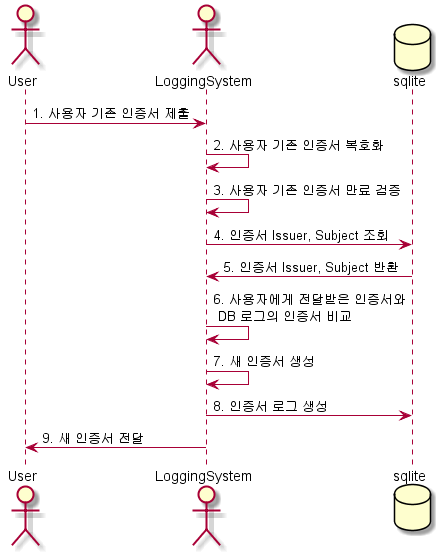 User
LoggingSystem
sqlite
1. 사용자 기존 인증서 제출
2. 사용자 기존 인증서 복호화
3. 사용자 기존 인증서 만료 검증
4. 인증서 Issuer, Subject 조회
5. 인증서 Issuer, Subject 반환
6. 사용자에게 전달받은 인증서와
DB 로그의 인증서 비교
7. 새 인증서 생성
8. 인증서 로그 생성
9. 새 인증서 전달
User
LoggingSystem
sqlite